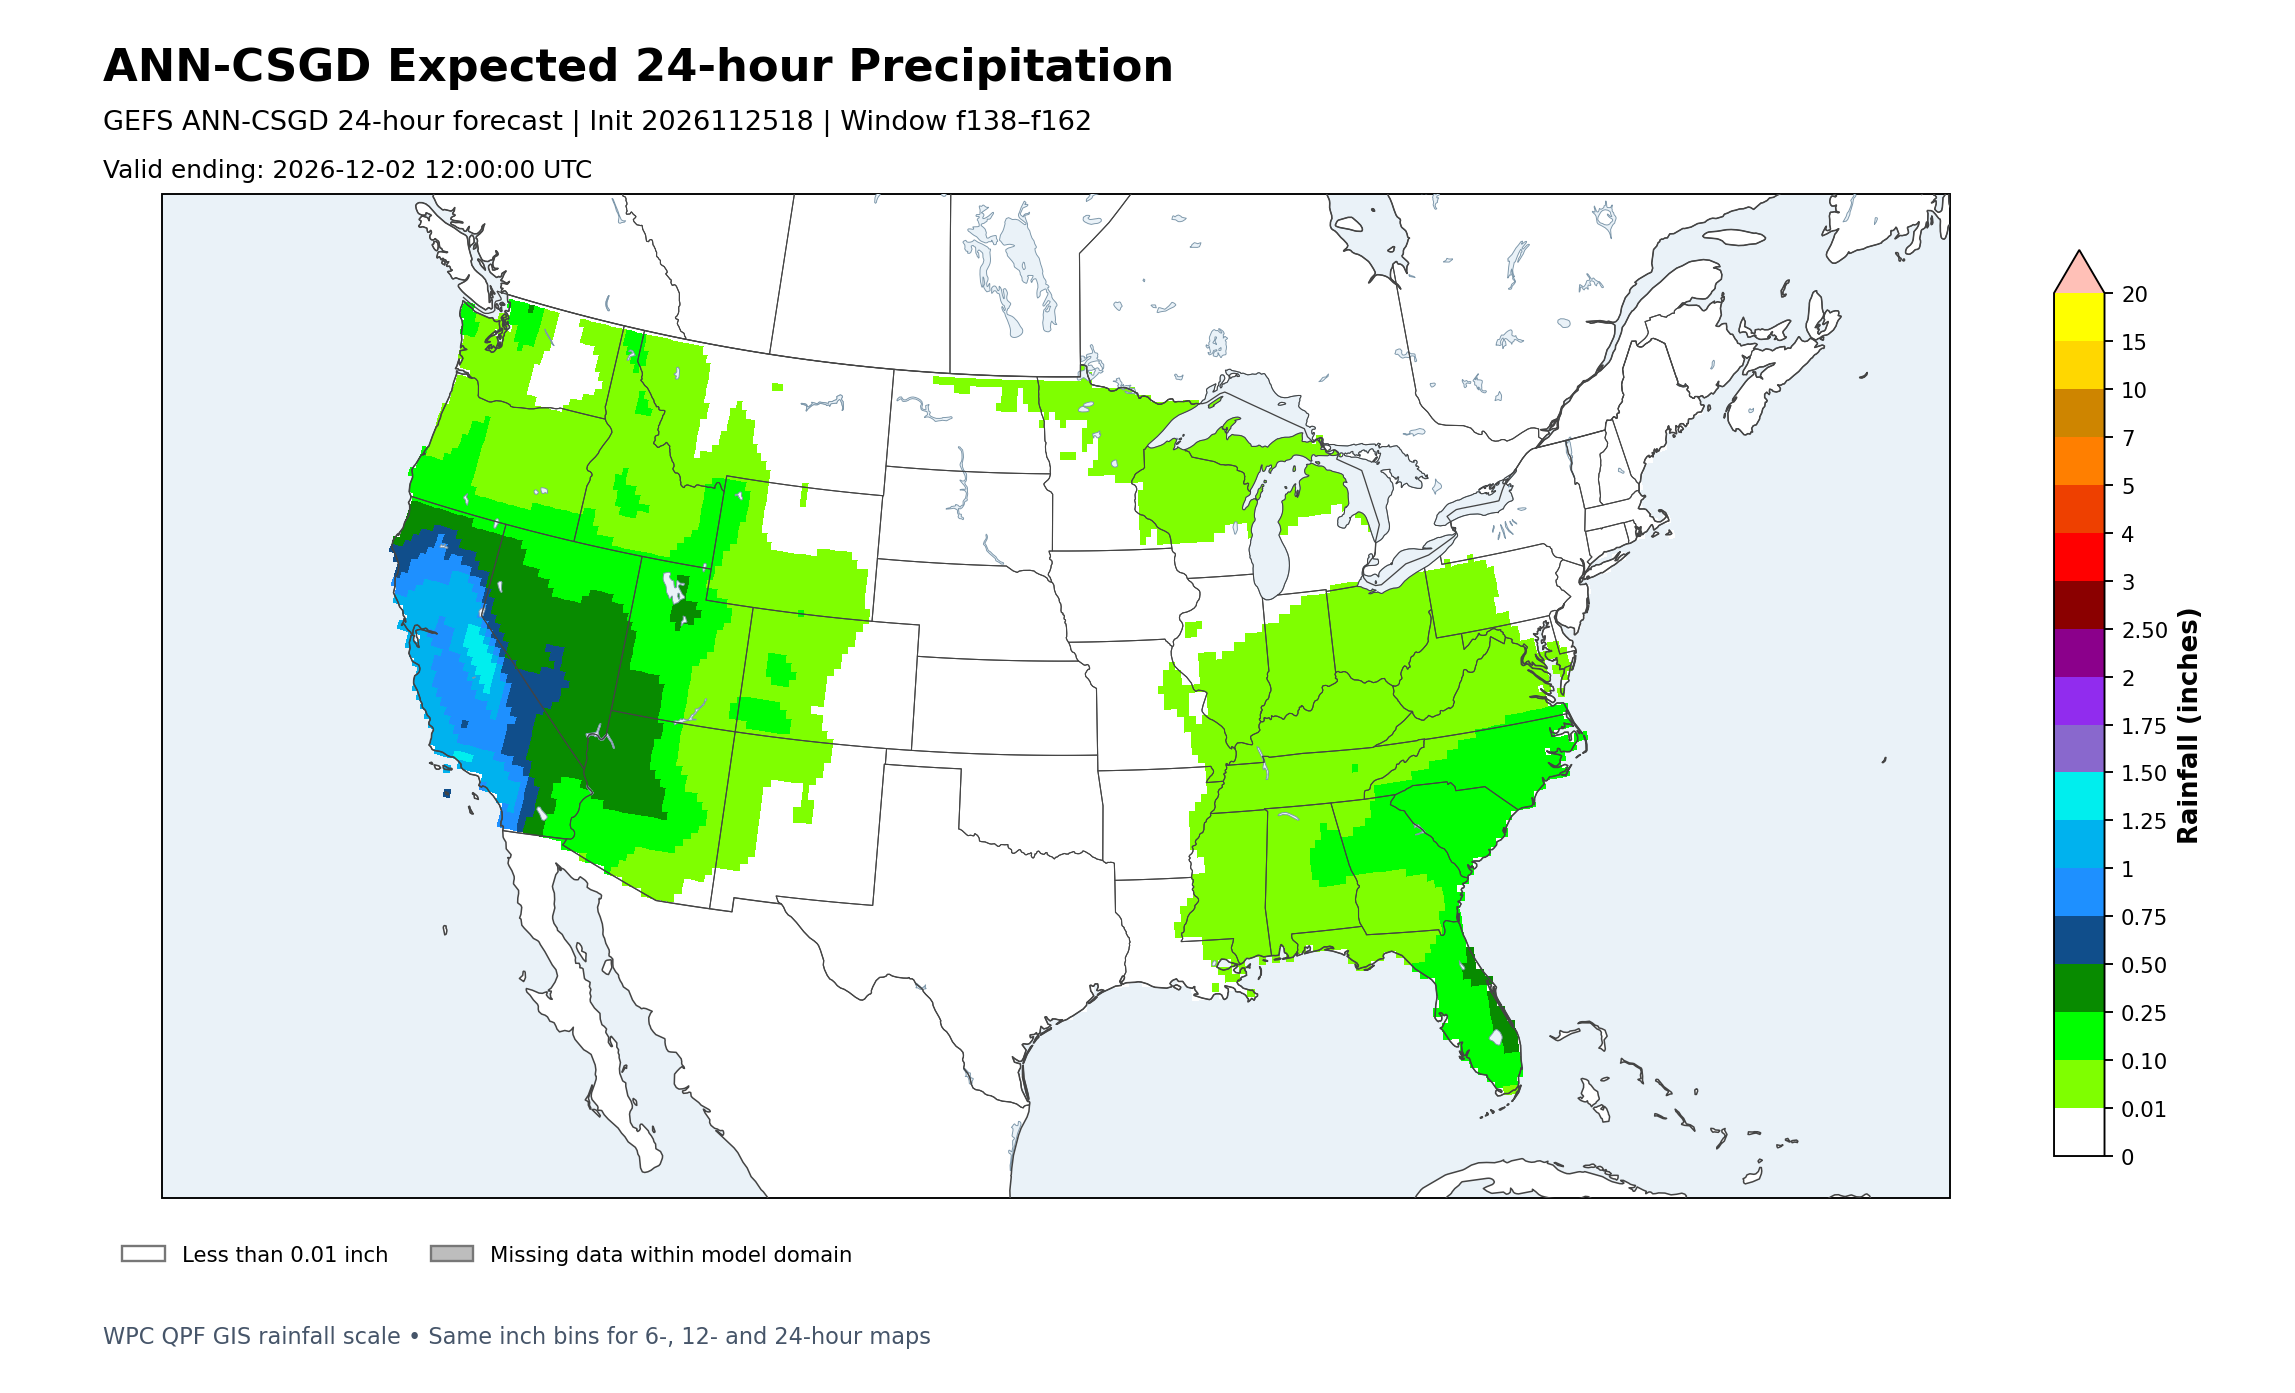 ANN-CSGD Expected 24-hour Precipitation
GEFS ANN-CSGD 24-hour forecast | Init 2026112518 | Window f138–f162
Valid ending: 2026-12-02 12:00:00 UTC
20
15
10
7
5
4
3
2.50
2
1.75
1.50
1.25
1
0.75
0.50
0.25
0.10
0.01
0
Rainfall (inches)
Less than 0.01 inch
Missing data within model domain
WPC QPF GIS rainfall scale • Same inch bins for 6-, 12- and 24-hour maps